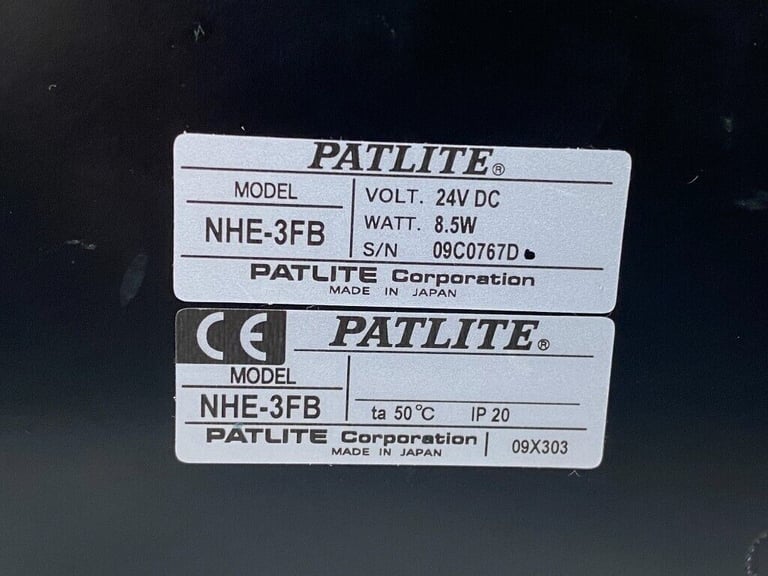 PATLITE®
MODEL
NHE-3FB
VOLT. 24V DC
WATT. 8.5W
S/N 09C0767D
PATLITE Corporation
MADE IN JAPAN
CE PATLITE®
MODEL
NHE-3FB
ta 50°C IP 20
PATLITE Corporation
MADE IN JAPAN
09X303